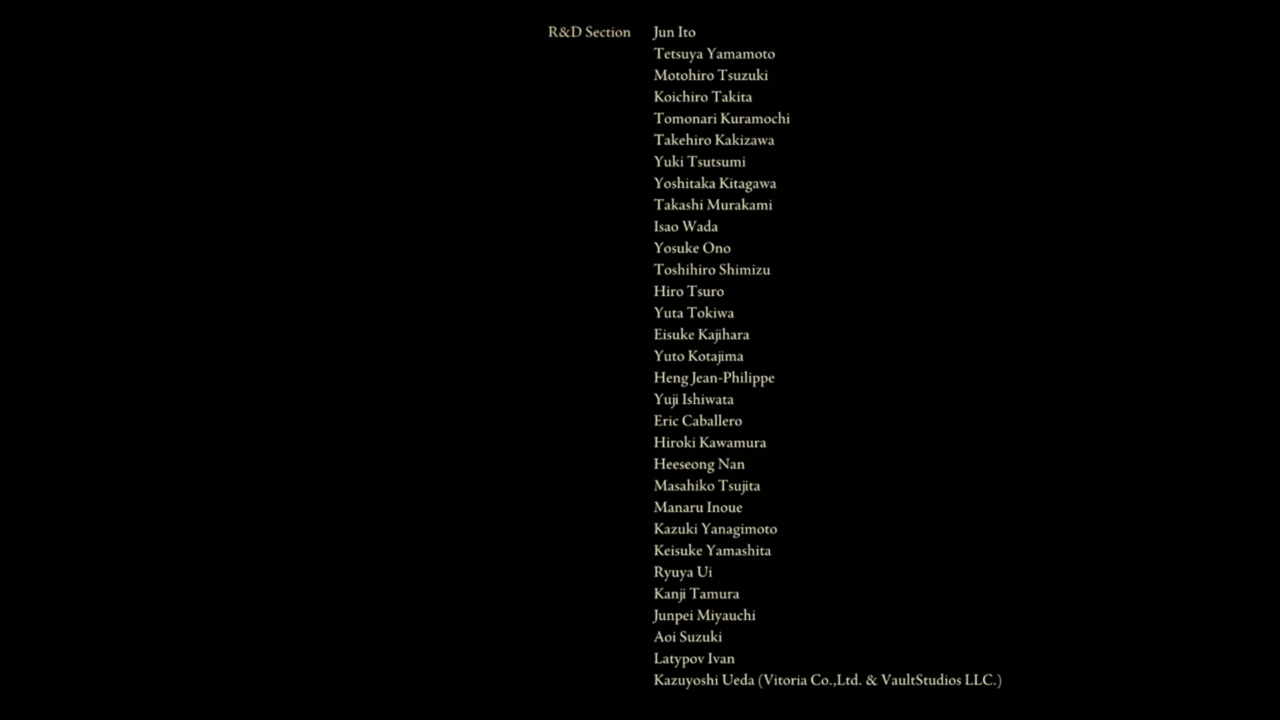 R&D Section Jun Ito
Tetsuya Yamamoto
Motohiro Tsuzuki
Koichiro Takita
Tomonari Kuramochi
Takehiro Kakizawa
Yuki Tsutsumi
Yoshitaka Kitagawa
Takashi Murakami
Isao Wada
Yosuke Ono
Toshihiro Shimizu
Hiro Tsuro
Yuta Tokiwa
Eisuke Kajihara
Yuto Kotajima
Heng Jean-Philippe
Yuji Ishiwata
Eric Caballero
Hiroki Kawamura
Heeseong Nan
Masahiko Tsujita
Manaru Inoue
Kazuki Yanagimoto
Keisuke Yamashita
Ryuya Ui
Kanji Tamura
Junpei Miyauchi
Aoi Suzuki
Latypov Ivan
Kazuyoshi Ueda (Vitoria Co.,Ltd. & VaultStudios LLC.)